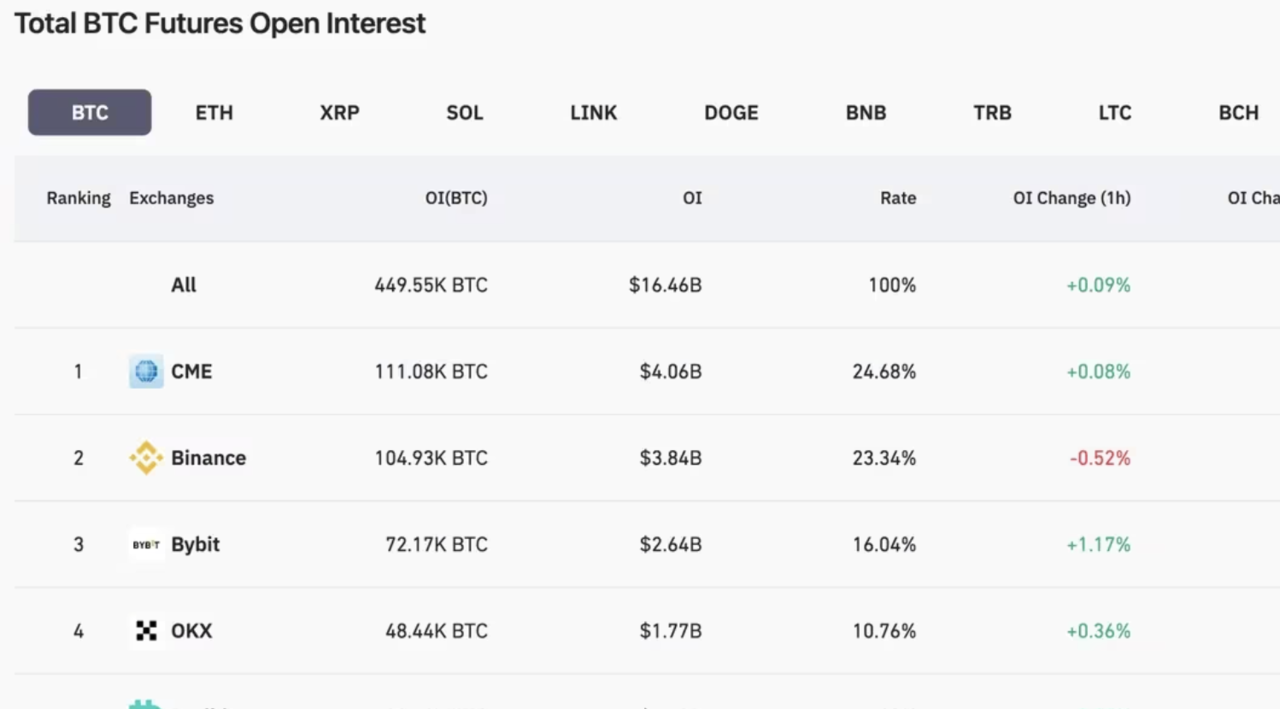 Total BTC Futures Open Interest
BTC ETH XRP SOL LINK DOGE BNB TRB LTC BCH
Ranking Exchanges OI(BTC) OI Rate OI Change (1h) OI Cha
All 449.55K BTC $16.46B 100% +0.09%
1 CME 111.08K BTC $4.06B 24.68% +0.08%
2 Binance 104.93K BTC $3.84B 23.34% -0.52%
3 BYBIT Bybit 72.17K BTC $2.64B 16.04% +1.17%
4 OKX 48.44K BTC $1.77B 10.76% +0.36%